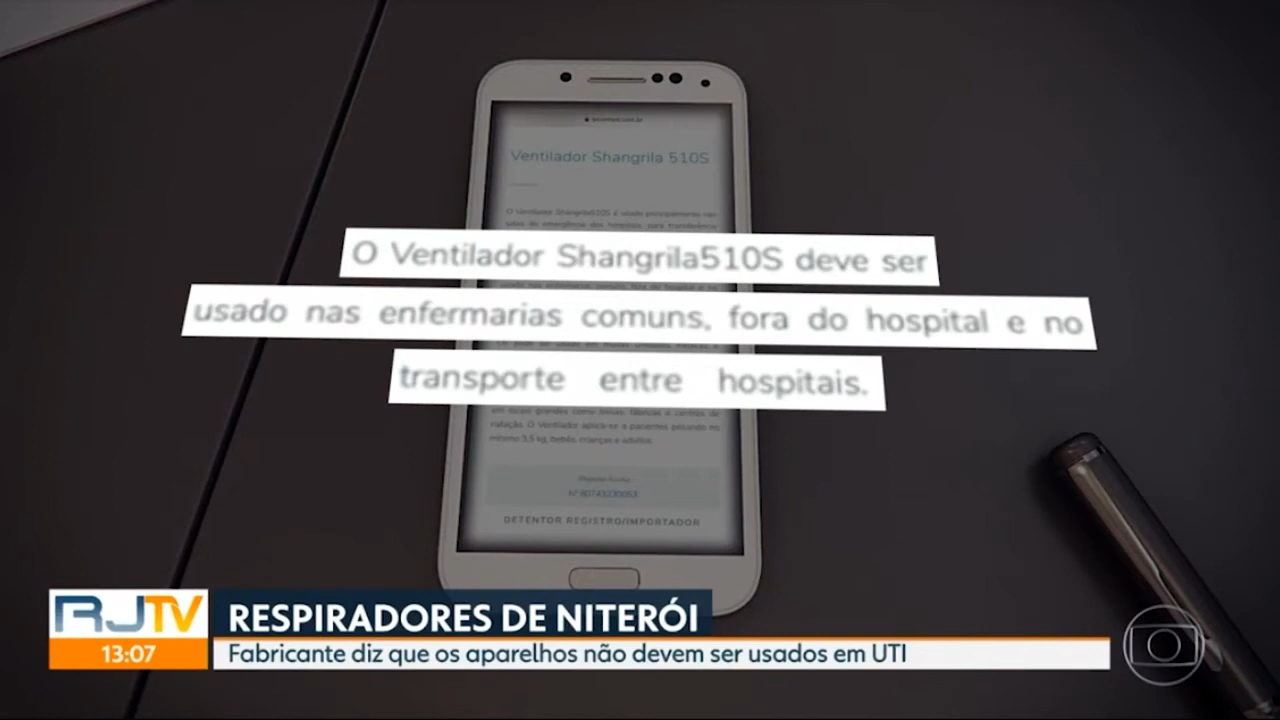 Ventilador Shangrila 510S
O Ventilador Shangrila510S deve ser
usado nas enfermarias comuns, fora do hospital e no
transporte entre hospitais.
natação. O Ventilador aplica-se a pacientes pesando no
mínimo 3,5 kg, bebês, crianças e adultos.
DETENTOR REGISTRO/IMPORTADOR
RJTV
RESPIRADORES DE NITERÓI
13:07
Fabricante diz que os aparelhos não devem ser usados em UTI